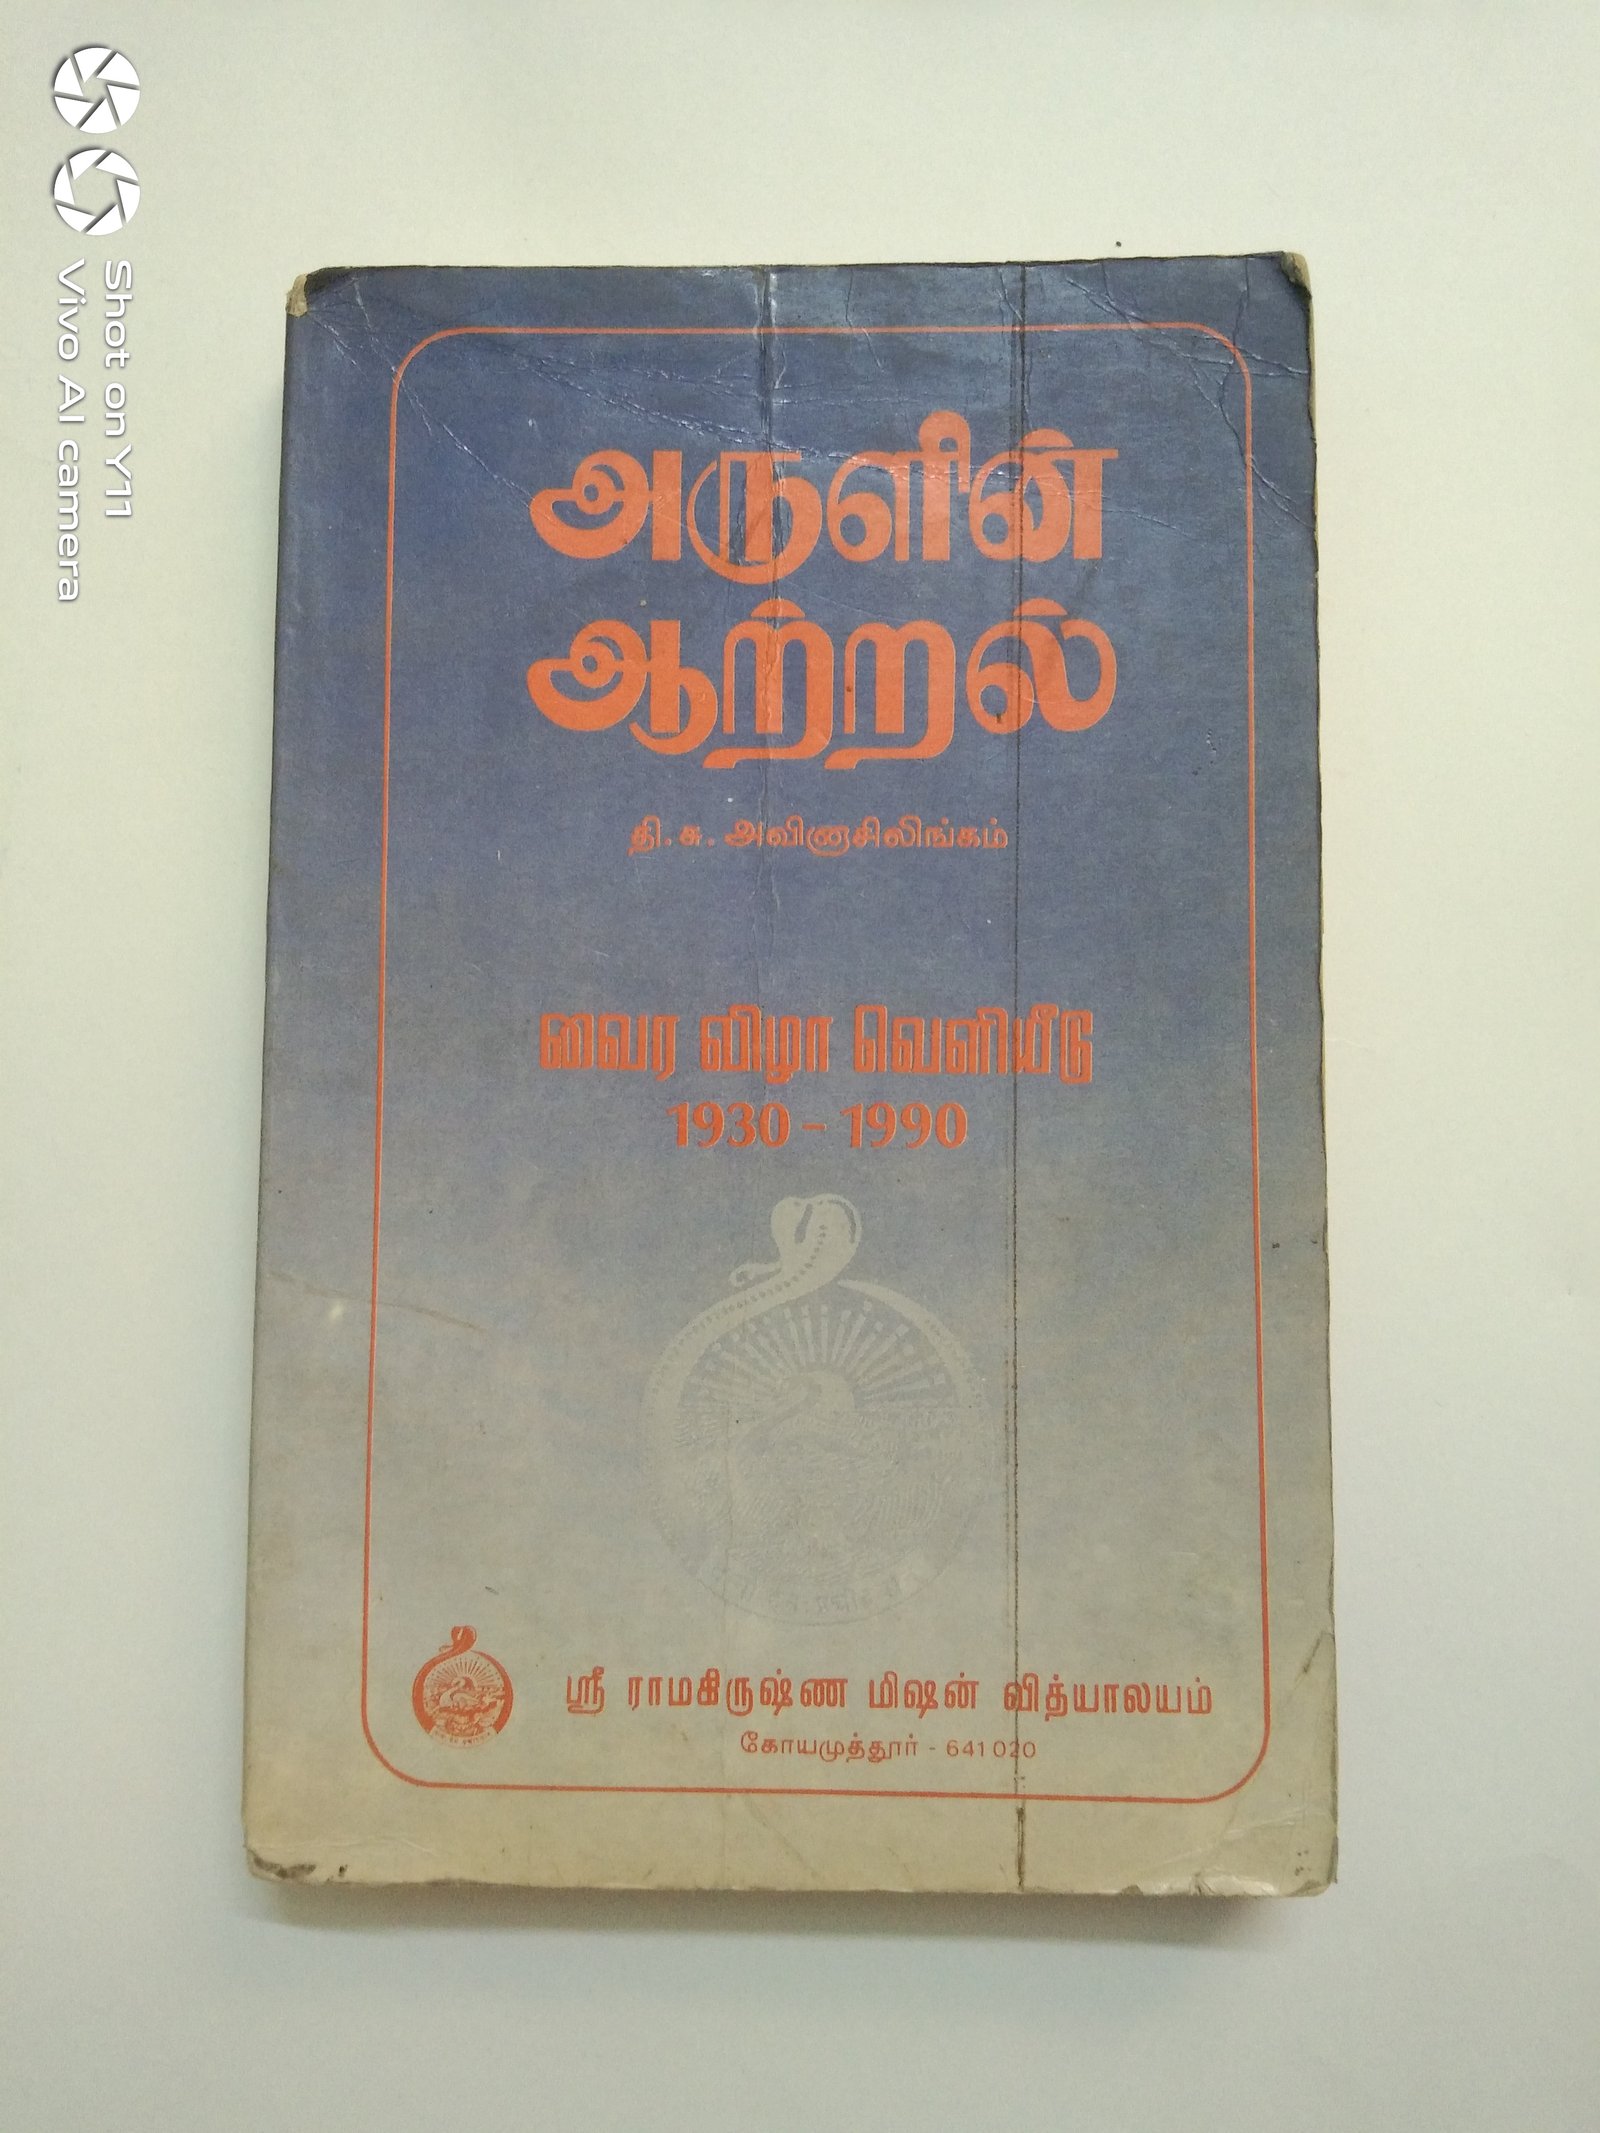 அருளின்
ஆற்றல்
தி. சு. அவினாசிலிங்கம்
வைர விழா வெளியீடு
1930 - 1990
ஸ்ரீ ராமகிருஷ்ண மிஷன் வித்யாலயம்
கோயமுத்தூர் - 641 020
Shot on Y11
Vivo AI camera